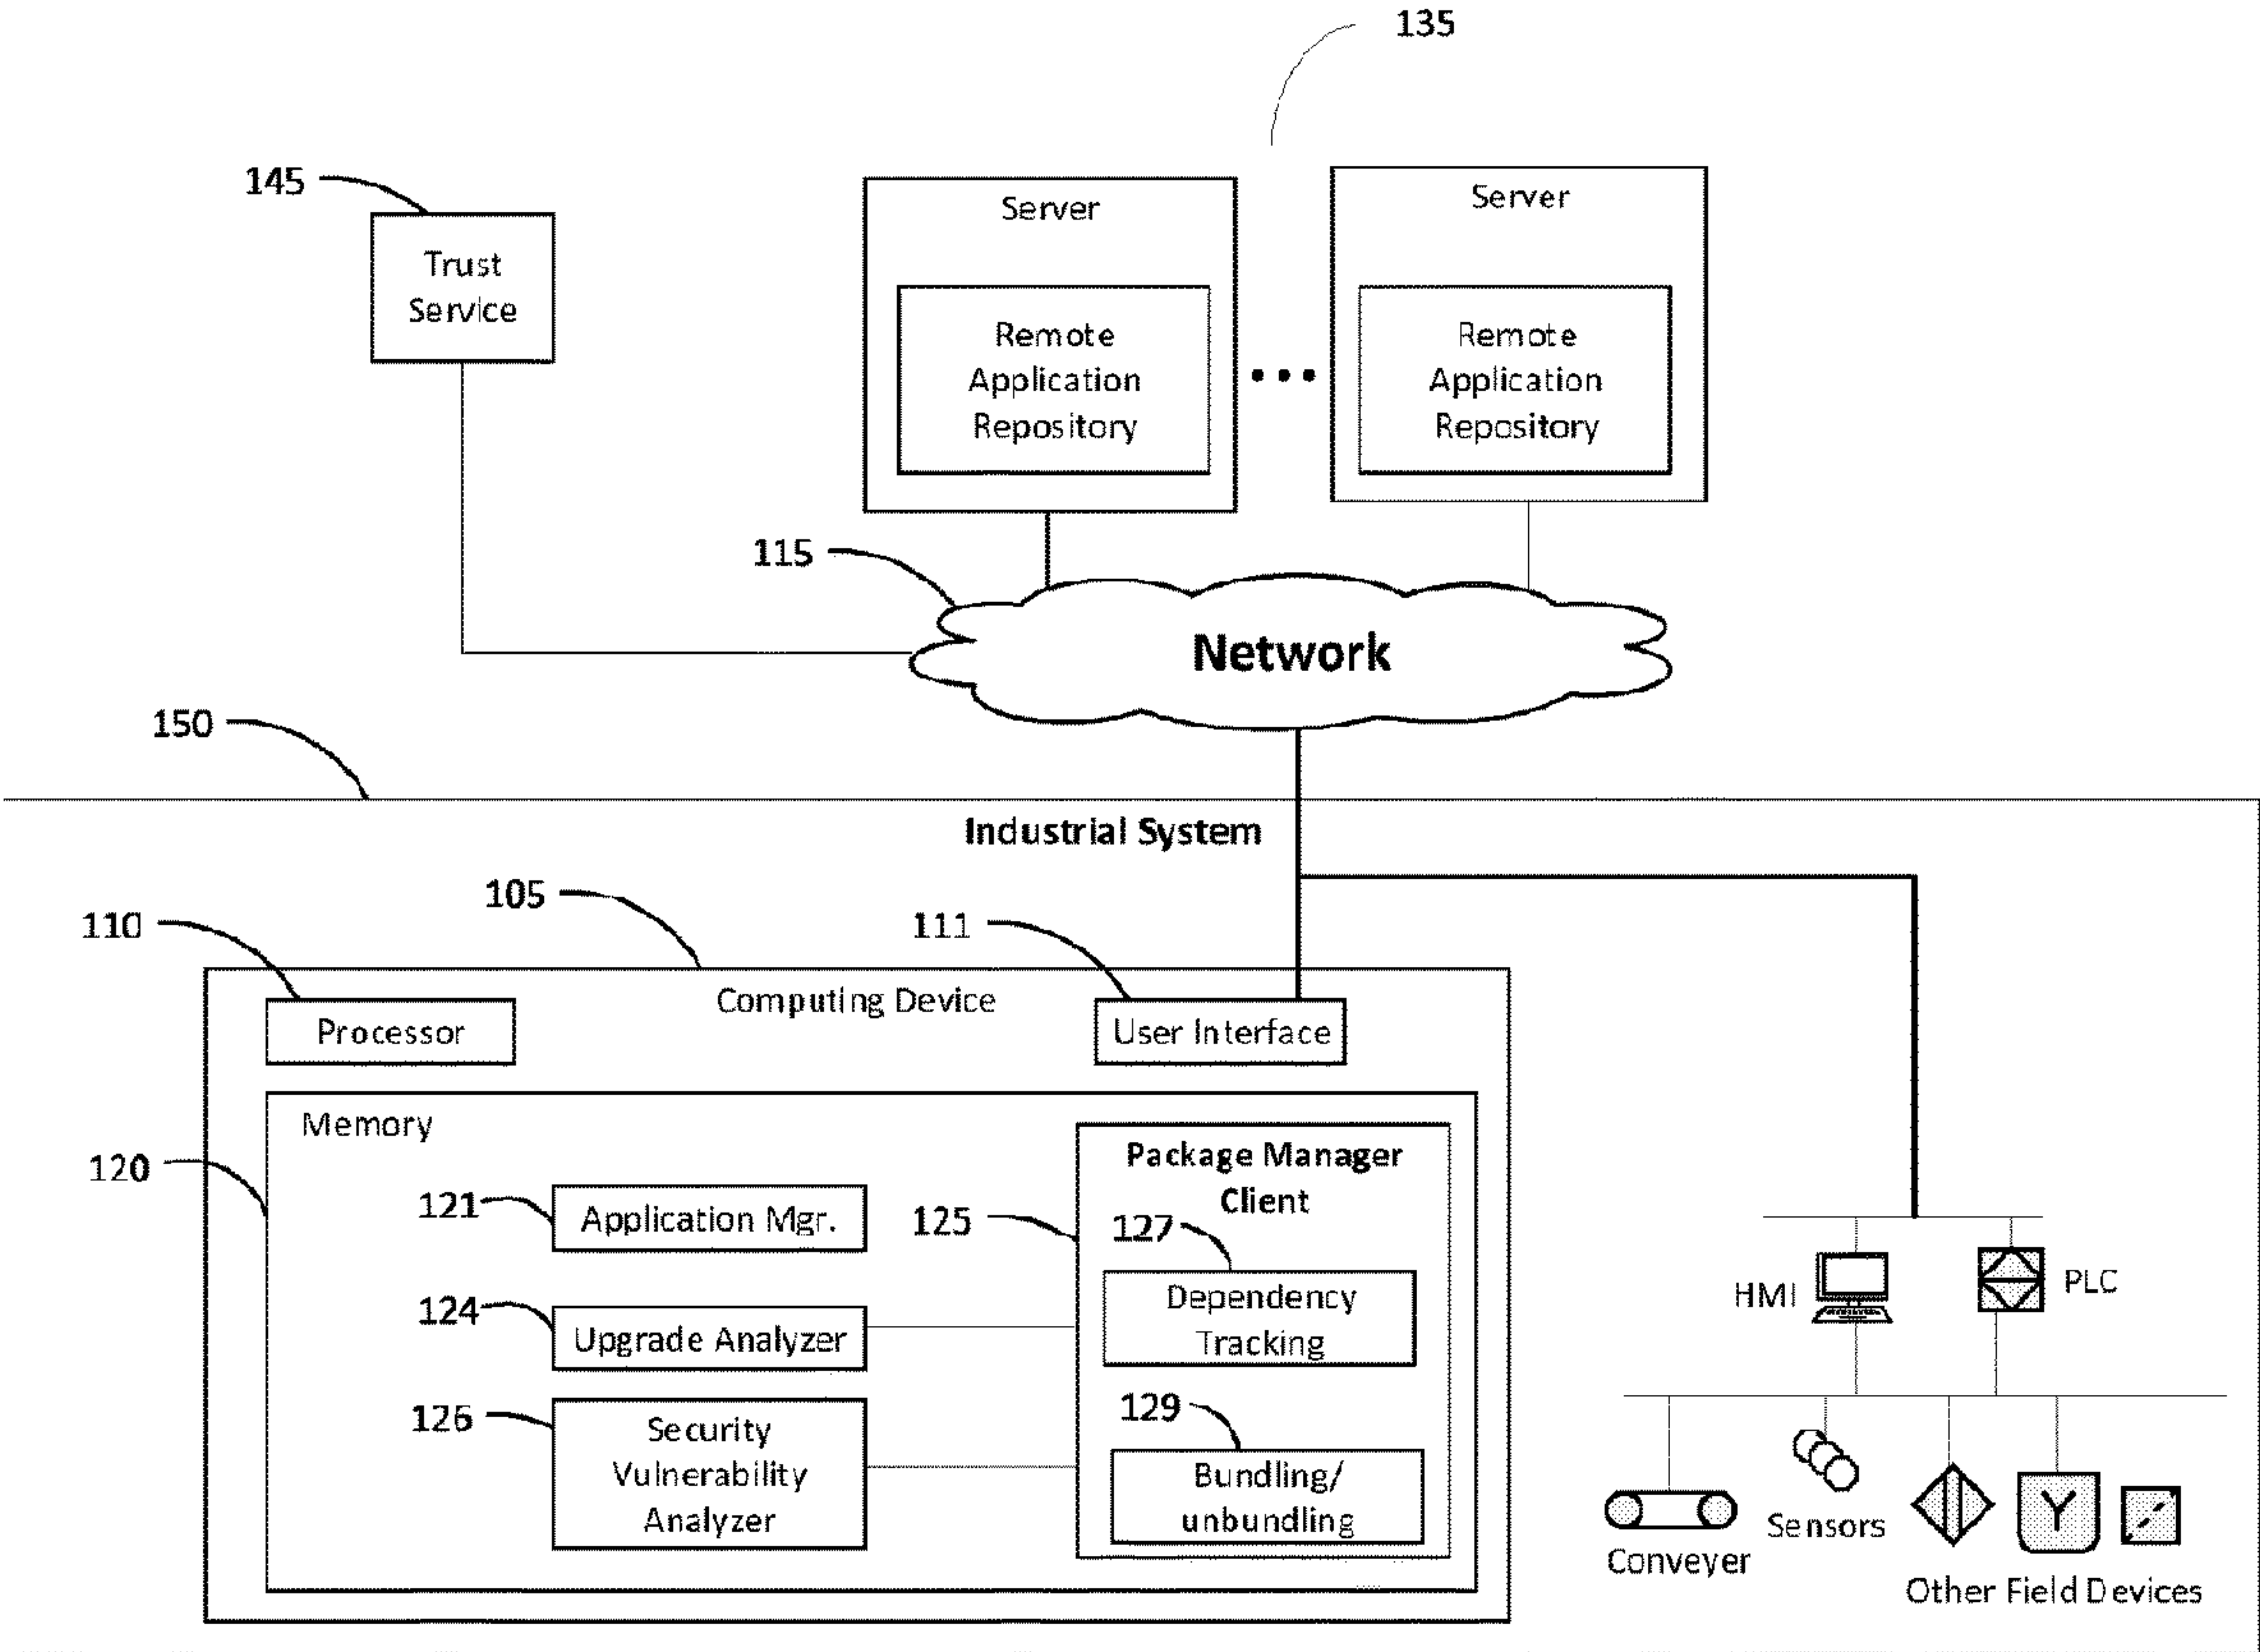 135
145
Trust
Service
Server
Remote
Application
Repository
Server
Remote
Application
Repository
115
Network
150
Industrial System
105
110
111
Computing Device
Processor
User Interface
Memory
120
121
Application Mgr.
124
Upgrade Analyzer
126
Security
Vulnerability
Analyzer
125
Package Manager
Client
127
Dependency
Tracking
129
Bundling/
unbundling
HMI
PLC
Conveyer
Sensors
Other Field Devices